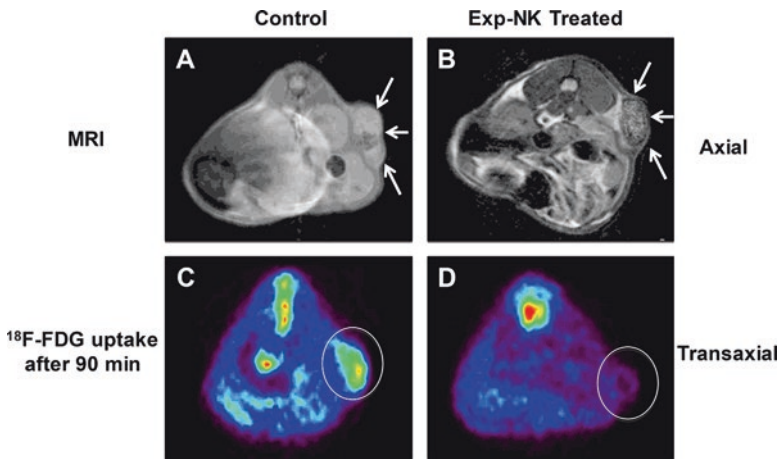 Control
Exp-NK Treated
A
B
MRI
Axial
C
D
¹⁸F-FDG uptake
after 90 min
Transaxial